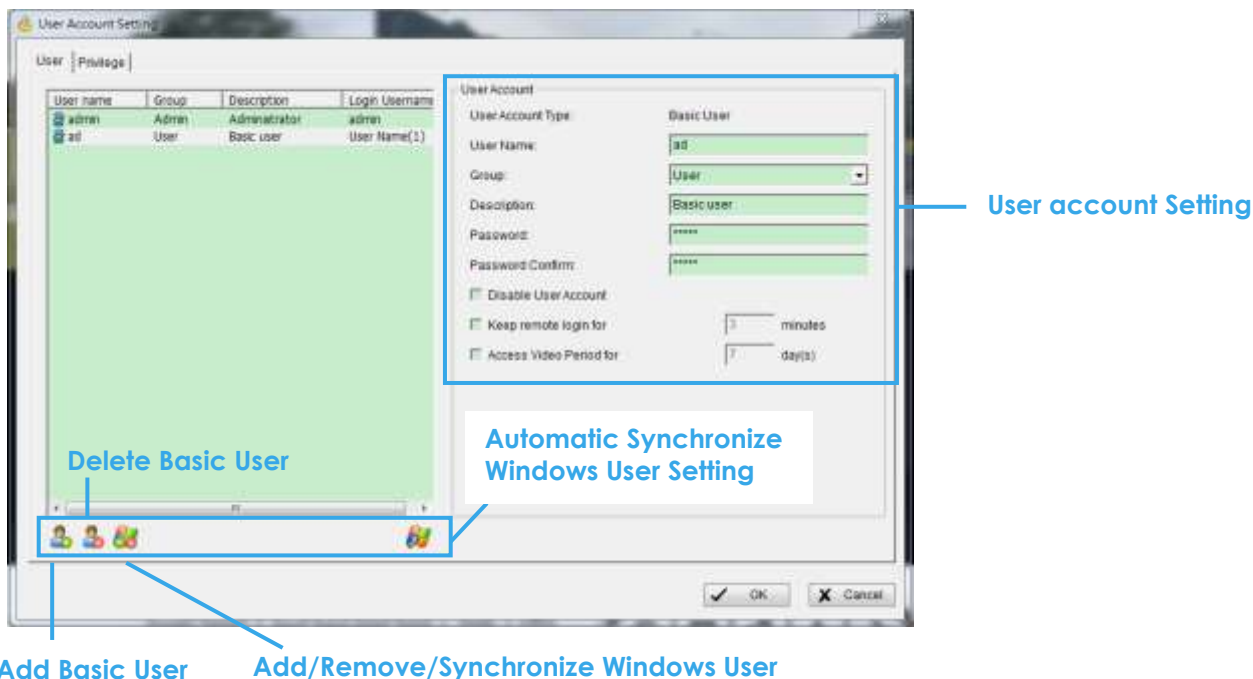 User Account Setting
User Privilege
User name Group Description Login Username
admin Admin Administrator admin
ad User Basic user User Name(1)
User Account
User Account Type: Basic User
User Name: ad
Group: User
Description: Basic user
Password: *****
Password Confirm: *****
Disable User Account
Keep remote login for 3 minutes
Access Video Period for 7 day(s)
User account Setting
Automatic Synchronize
Windows User Setting
Delete Basic User
OK Cancel
Add Basic User
Add/Remove/Synchronize Windows User